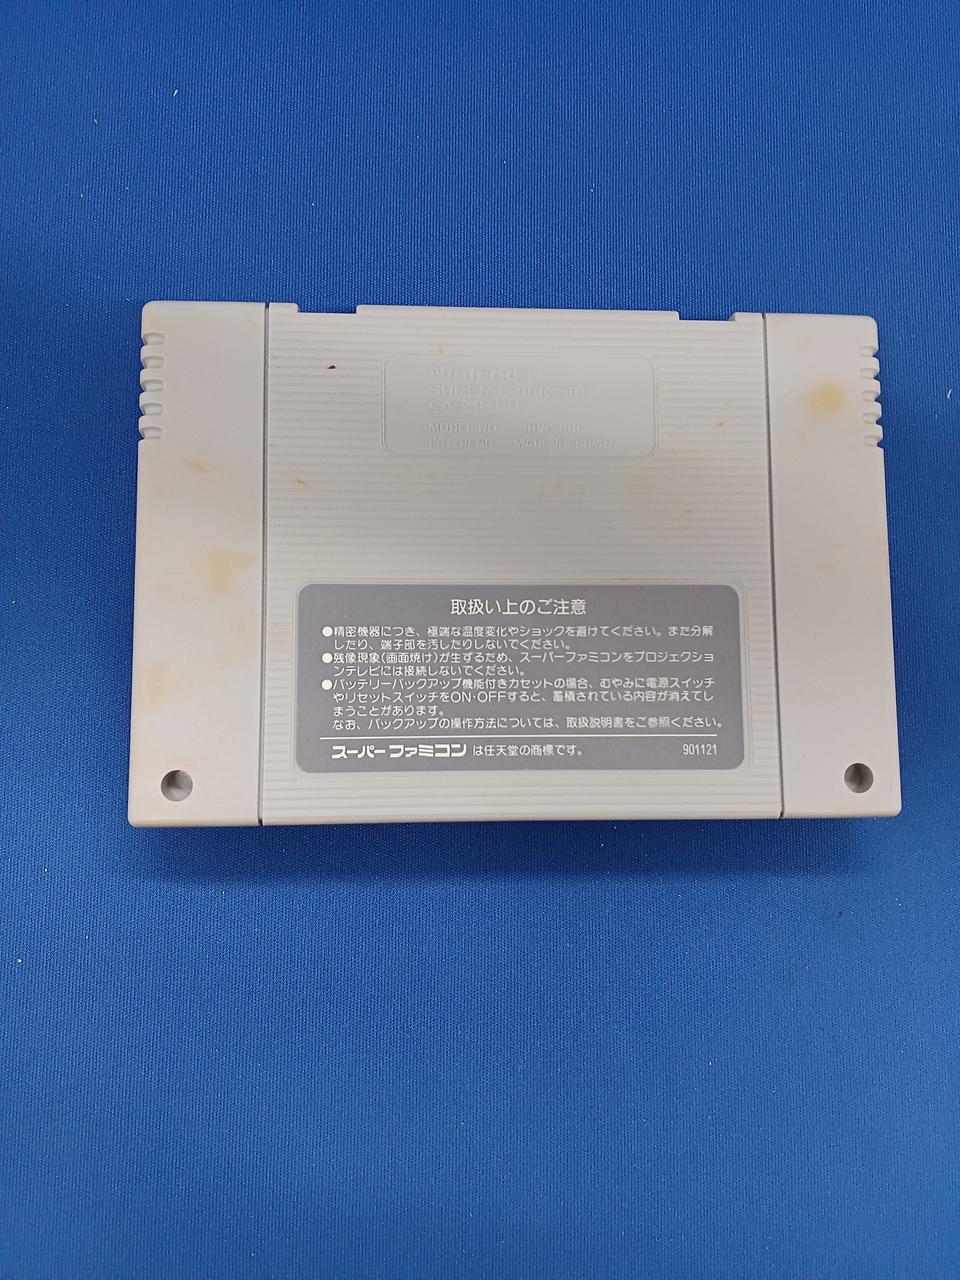 Nintendo®
SUPER Famicom
CASSETTE
MODEL NO. SHVC-006
PAT. PEND. MADE IN JAPAN
取扱い上のご注意
●精密機器につき、極端な温度変化やショックを避けてください。また分解
したり、端子部を汚したりしないでください。
●残像現象(画面焼け)が生ずるため、スーパーファミコンをプロジェクショ
ンテレビには接続しないでください。
●バッテリーバックアップ機能付きカセットの場合、むやみに電源スイッチ
やリセットスイッチをON・OFFすると、蓄積されている内容が消えてし
まうことがあります。
なお、バックアップの操作方法については、取扱説明書をご参照ください。
スーパーファミコン は任天堂の商標です。 901121